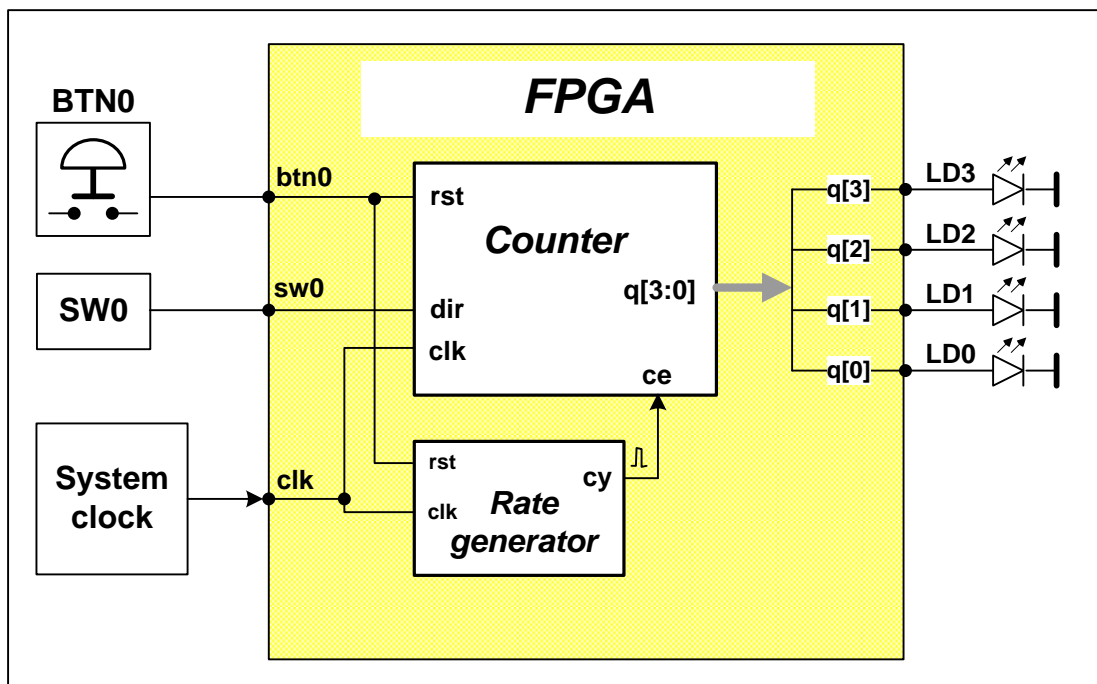 FPGA
BTN0
btn0
rst
Counter
q[3:0]
SW0
sw0
dir
clk
ce
q[3]
LD3
q[2]
LD2
q[1]
LD1
q[0]
LD0
System
clock
clk
rst
cy
clk
Rate
generator